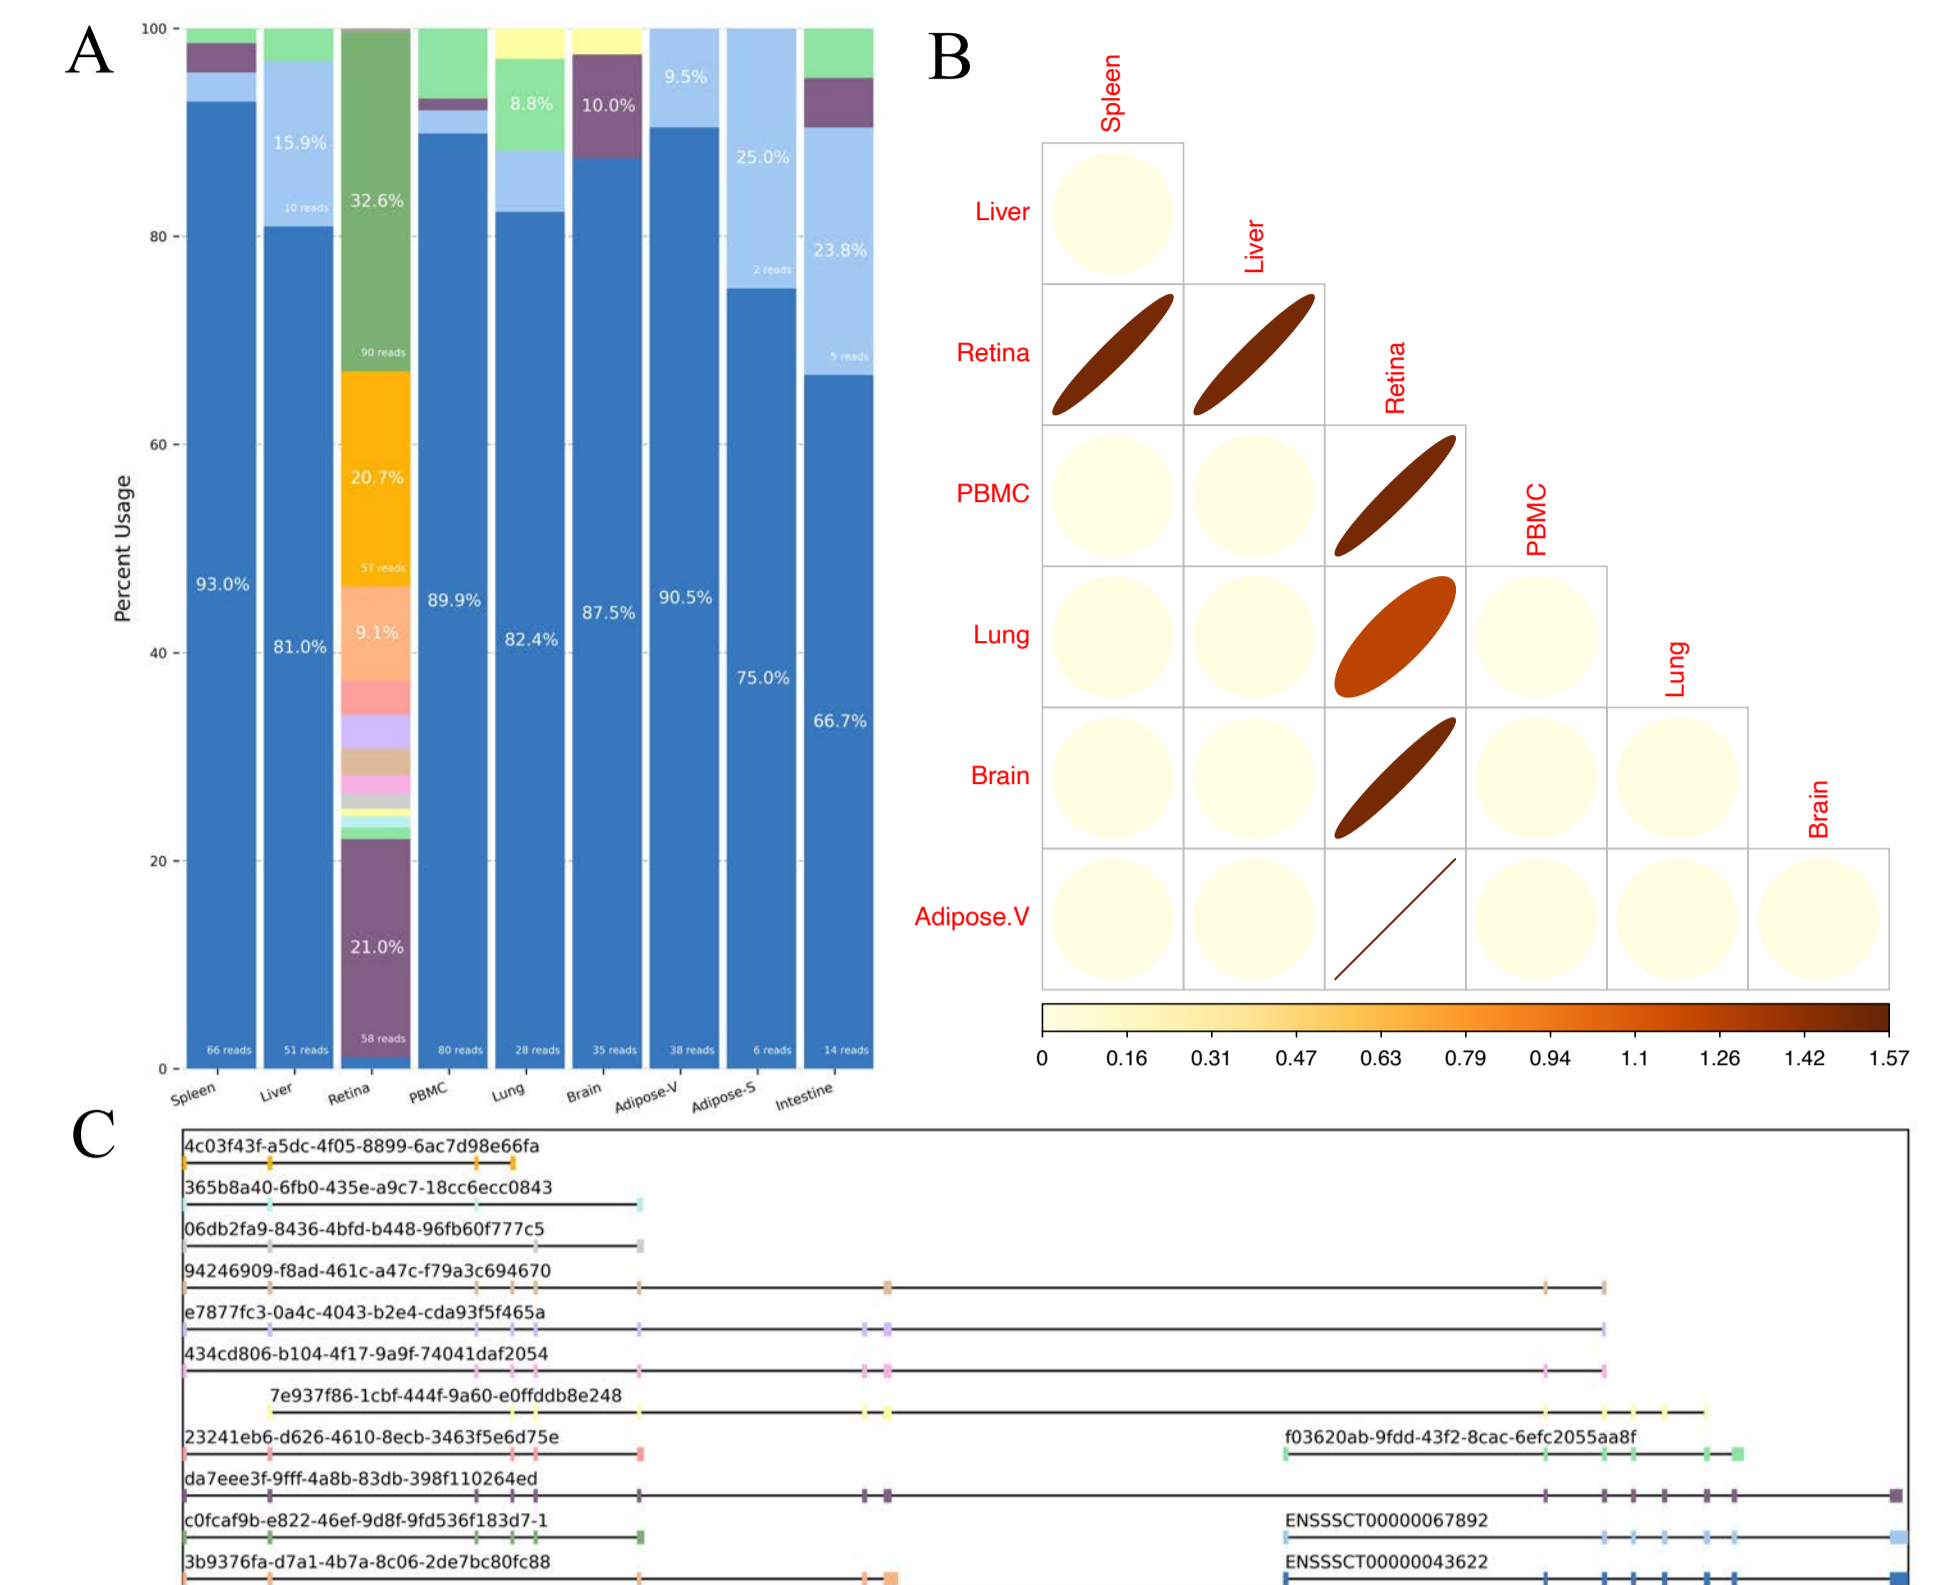 A
B
100
80
60
40
20
0
Percent Usage
93.0%
66 reads
15.9%
10 reads
81.0%
51 reads
32.6%
90 reads
20.7%
57 reads
9.1%
21.0%
58 reads
89.9%
80 reads
8.8%
82.4%
28 reads
10.0%
87.5%
35 reads
9.5%
90.5%
38 reads
25.0%
2 reads
75.0%
6 reads
23.8%
5 reads
66.7%
14 reads
Spleen
Liver
Retina
PBMC
Lung
Brain
Adipose-V
Adipose-S
Intestine
Spleen
Liver
Retina
PBMC
Lung
Brain
Liver
Retina
PBMC
Lung
Brain
Adipose.V
0 0.16 0.31 0.47 0.63 0.79 0.94 1.1 1.26 1.42 1.57
C
4c03f43f-a5dc-4f05-8899-6ac7d98e66fa
365b8a40-6fb0-435e-a9c7-18cc6ecc0843
06db2fa9-8436-4bfd-b448-96fb60f777c5
94246909-f8ad-461c-a47c-f79a3c694670
e7877fc3-0a4c-4043-b2e4-cda93f5f465a
434cd806-b104-4f17-9a9f-74041daf2054
7e937f86-1cbf-444f-9a60-e0ffddb8e248
23241eb6-d626-4610-8ecb-3463f5e6d75e
f03620ab-9fdd-43f2-8cac-6efc2055aa8f
da7eee3f-9fff-4a8b-83db-398f110264ed
c0fcaf9b-e822-46ef-9d8f-9fd536f183d7-1
ENSSSCT00000067892
3b9376fa-d7a1-4b7a-8c06-2de7bc80fc88
ENSSSCT00000043622